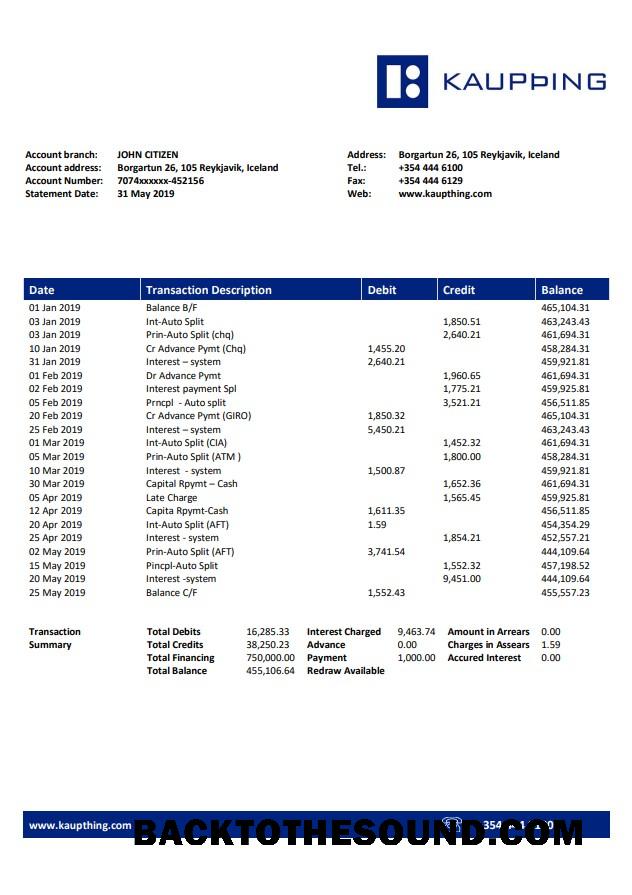 KAUPÞING
Account branch: JOHN CITIZEN Address: Borgartun 26, 105 Reykjavik, Iceland
Account address: Borgartun 26, 105 Reykjavik, Iceland Tel.: +354 444 6100
Account Number: 7074xxxxxx-452156 Fax: +354 444 6129
Statement Date: 31 May 2019 Web: www.kaupthing.com
Date Transaction Description Debit Credit Balance
01 Jan 2019 Balance B/F 465,104.31
03 Jan 2019 Int-Auto Split 1,850.51 463,243.43
03 Jan 2019 Prin-Auto Split (chq) 2,640.21 461,694.31
10 Jan 2019 Cr Advance Pymt (Chq) 1,455.20 458,284.31
31 Jan 2019 Interest – system 2,640.21 459,921.81
01 Feb 2019 Dr Advance Pymt 1,960.65 461,694.31
02 Feb 2019 Interest payment Spl 1,775.21 459,925.81
05 Feb 2019 Prncpl - Auto split 3,521.21 456,511.85
20 Feb 2019 Cr Advance Pymt (GIRO) 1,850.32 465,104.31
25 Feb 2019 Interest – system 5,450.21 463,243.43
01 Mar 2019 Int-Auto Split (CIA) 1,452.32 461,694.31
05 Mar 2019 Prin-Auto Split (ATM ) 1,800.00 458,284.31
10 Mar 2019 Interest - system 1,500.87 459,921.81
30 Mar 2019 Capital Rpymt – Cash 1,652.36 461,694.31
05 Apr 2019 Late Charge 1,565.45 459,925.81
12 Apr 2019 Capita Rpymt-Cash 1,611.35 456,511.85
20 Apr 2019 Int-Auto Split (AFT) 1.59 454,354.29
25 Apr 2019 Interest - system 1,854.21 452,557.21
02 May 2019 Prin-Auto Split (AFT) 3,741.54 444,109.64
15 May 2019 Pincpl-Auto Split 1,552.32 457,198.52
20 May 2019 Interest -system 9,451.00 444,109.64
25 May 2019 Balance C/F 1,552.43 455,557.23
Transaction Total Debits 16,285.33 Interest Charged 9,463.74 Amount in Arrears 0.00
Summary Total Credits 38,250.23 Advance 0.00 Charges in Assears 1.59
Total Financing 750,000.00 Payment 1,000.00 Accured Interest 0.00
Total Balance 455,106.64 Redraw Available
www.kaupthing.com
BACKTOTHESOUND.COM